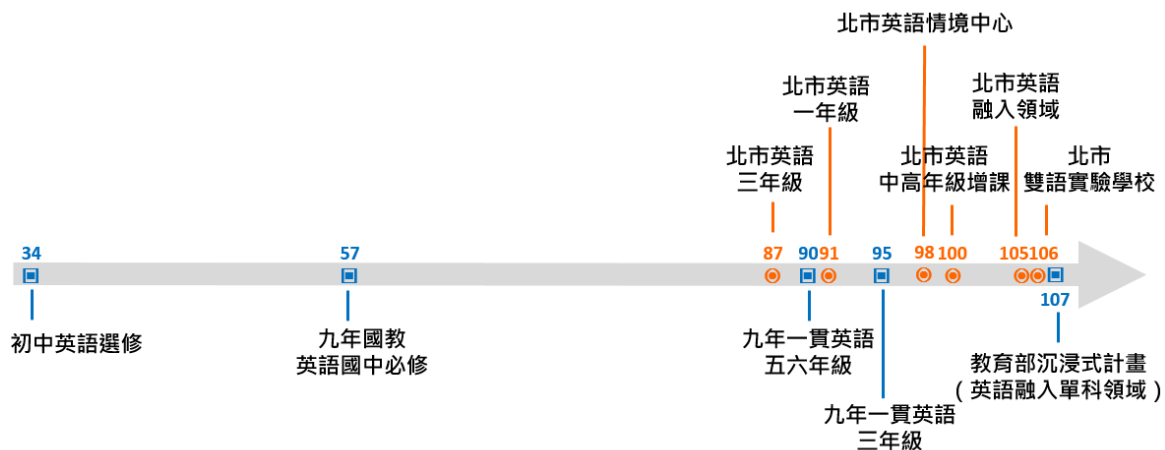 北市英語情境中心
北市英語
一年級
北市英語
融入領域
北市英語
三年級
北市英語
中高年級增課
北市
雙語實驗學校
34
57
87
90
91
95
98
100
105
106
107
初中英語選修
九年國教
英語國中必修
九年一貫英語
五六年級
教育部沉浸式計畫
(英語融入單科領域)
九年一貫英語
三年級